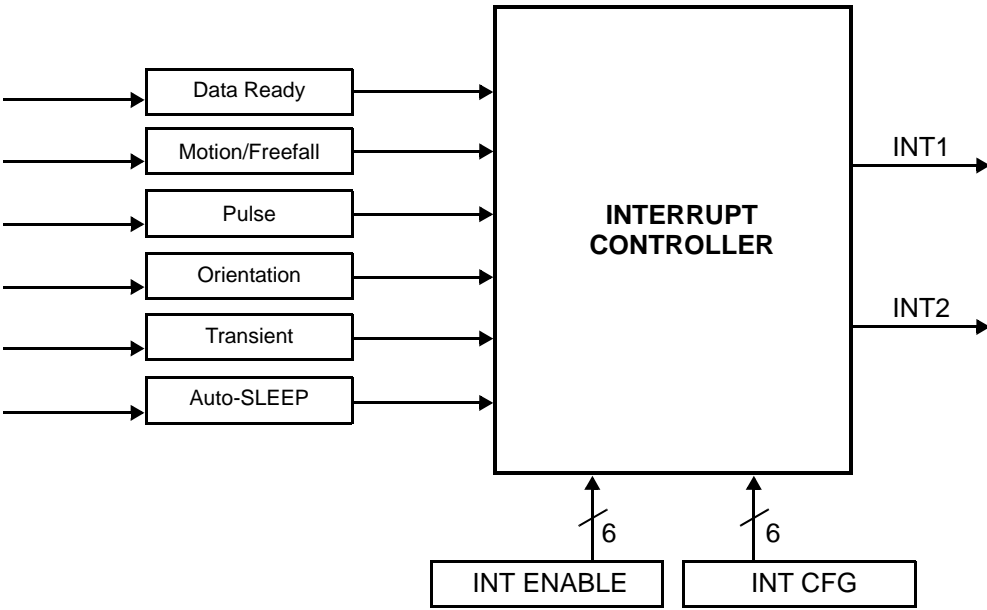 Data Ready
Motion/Freefall
Pulse
Orientation
Transient
Auto-SLEEP
INTERRUPT
CONTROLLER
INT1
INT2
6
6
INT ENABLE
INT CFG